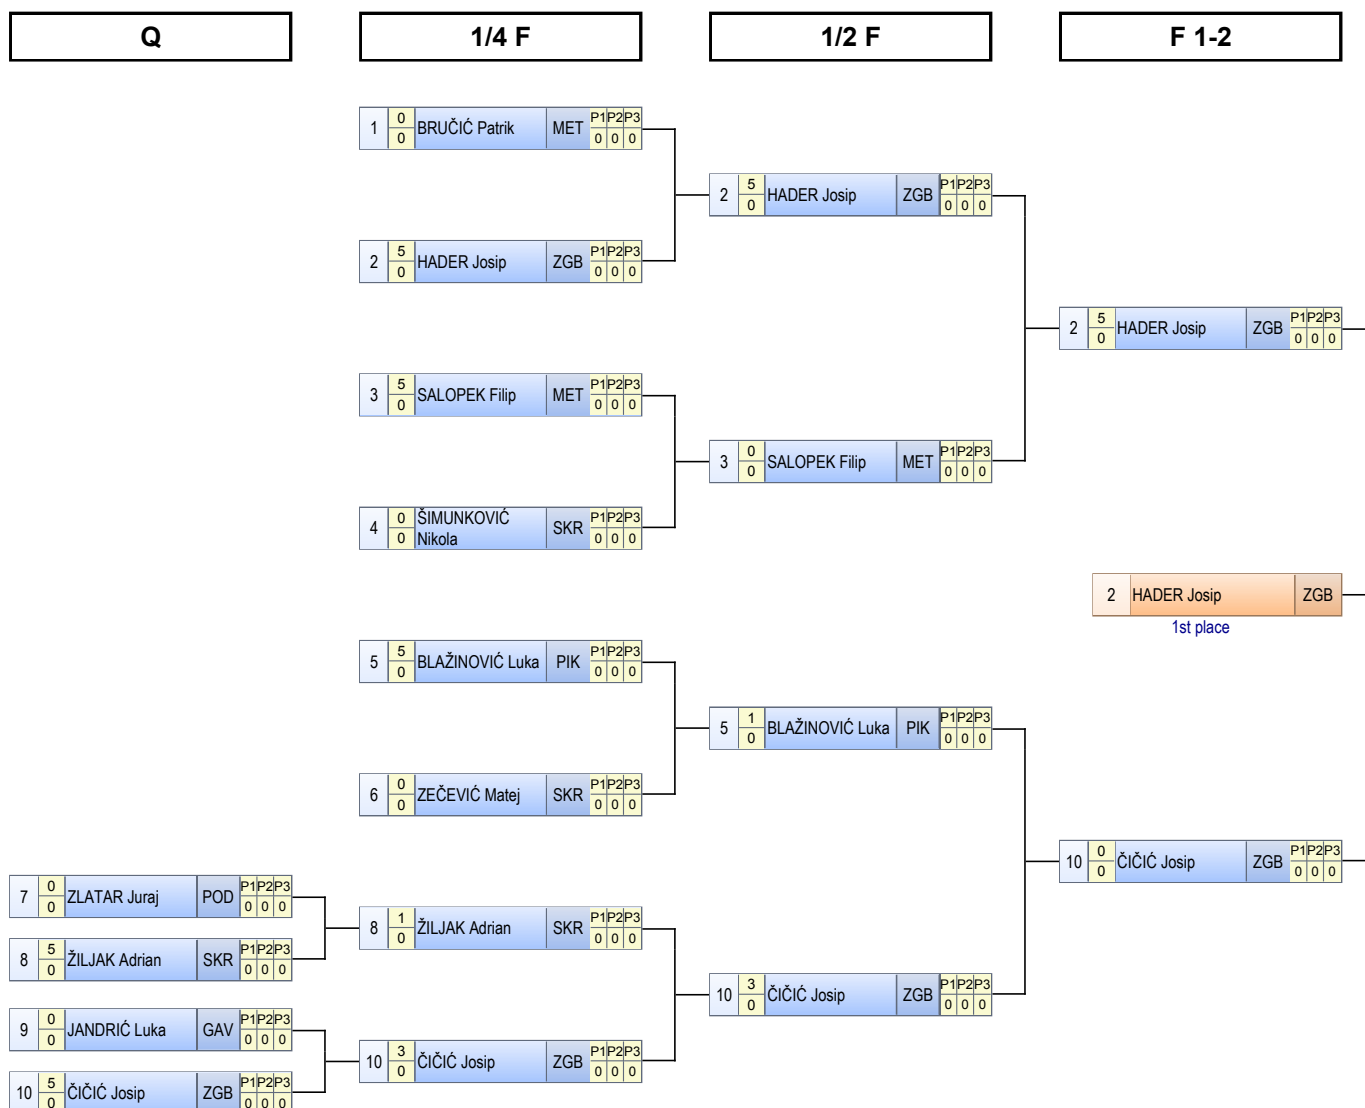 Q 1/4 F 1/2 F F 1-2
1 0 0 BRUČIĆ Patrik MET P1 P2 P3 0 0 0
2 5 0 HADER Josip ZGB P1 P2 P3 0 0 0
2 5 0 HADER Josip ZGB P1 P2 P3 0 0 0
2 5 0 HADER Josip ZGB P1 P2 P3 0 0 0
3 5 0 SALOPEK Filip MET P1 P2 P3 0 0 0
3 0 0 SALOPEK Filip MET P1 P2 P3 0 0 0
4 0 0 ŠIMUNKOVIĆ
Nikola SKR P1 P2 P3 0 0 0
2 HADER Josip ZGB
1st place
5 5 0 BLAŽINOVIĆ Luka PIK P1 P2 P3 0 0 0
5 1 0 BLAŽINOVIĆ Luka PIK P1 P2 P3 0 0 0
6 0 0 ZEČEVIĆ Matej SKR P1 P2 P3 0 0 0
10 0 0 ČIČIĆ Josip ZGB P1 P2 P3 0 0 0
7 0 0 ZLATAR Juraj POD P1 P2 P3 0 0 0
8 1 0 ŽILJAK Adrian SKR P1 P2 P3 0 0 0
8 5 0 ŽILJAK Adrian SKR P1 P2 P3 0 0 0
10 3 0 ČIČIĆ Josip ZGB P1 P2 P3 0 0 0
9 0 0 JANDRIĆ Luka GAV P1 P2 P3 0 0 0
10 3 0 ČIČIĆ Josip ZGB P1 P2 P3 0 0 0
10 5 0 ČIČIĆ Josip ZGB P1 P2 P3 0 0 0